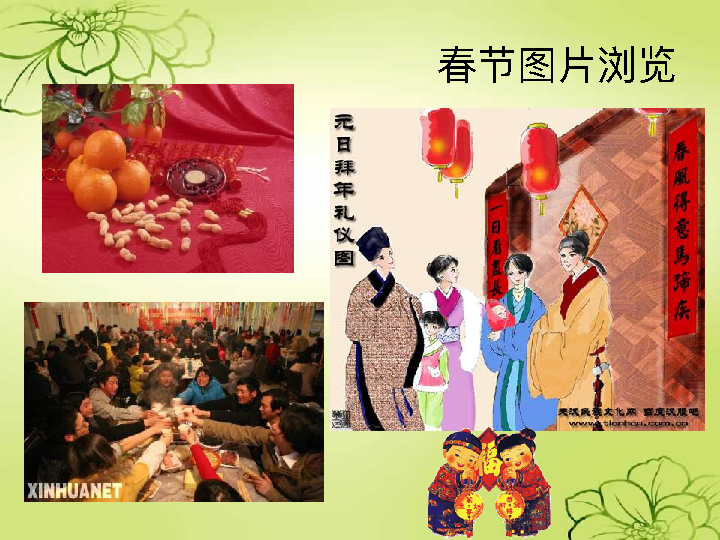 春节图片浏览
元日拜年礼仪图
春風得意馬蹄疾
一日看盡長
天汉民族文化网 百度汉服吧
www.tianhan.com.cn
XINHUANET
福